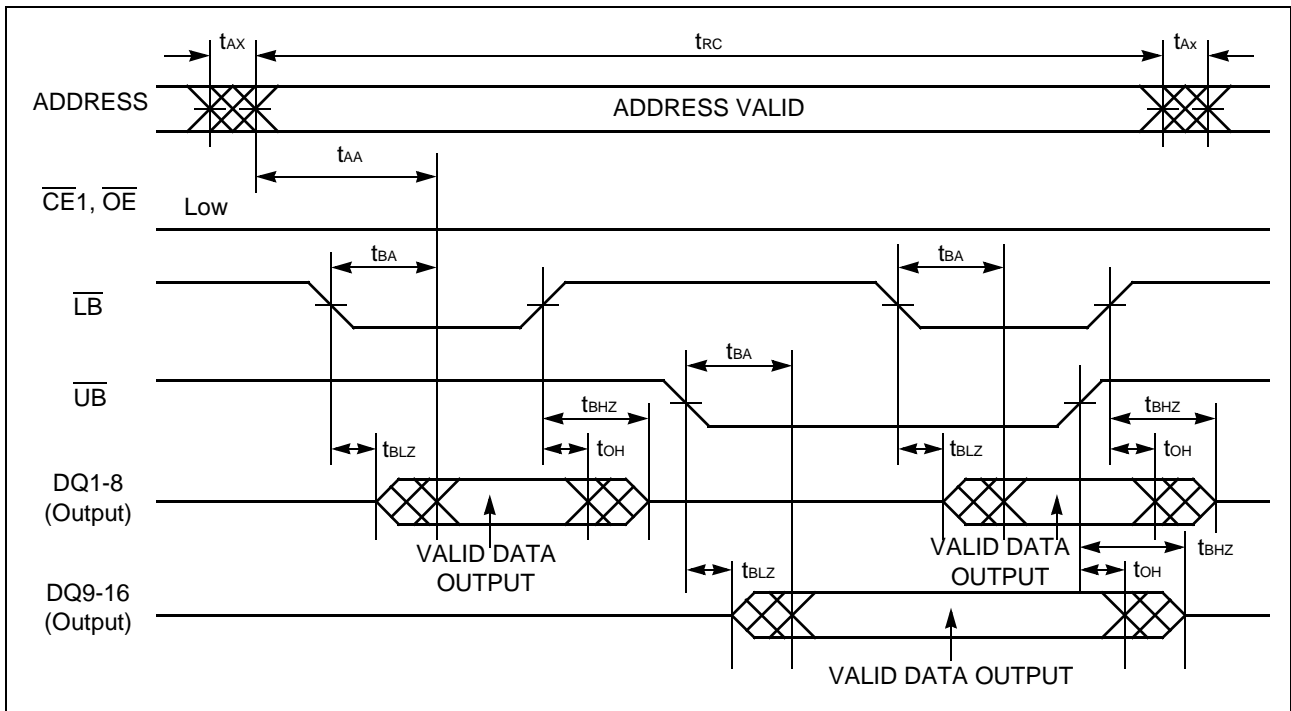 tAX tRC tAx
ADDRESS ADDRESS VALID
tAA
CE1, OE Low
tBA tBA
LB
tBA
UB
tBHZ tBHZ
tBLZ tOH tBLZ tOH
DQ1-8
(Output)
VALID DATA
OUTPUT
VALID DATA
OUTPUT
tBHZ
tBLZ tOH
DQ9-16
(Output)
VALID DATA OUTPUT